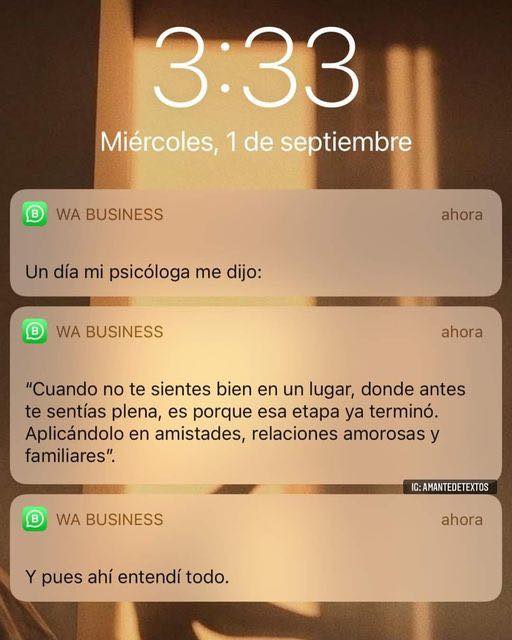 3:33
Miércoles, 1 de septiembre
WA BUSINESS ahora
Un día mi psicóloga me dijo:
WA BUSINESS ahora
“Cuando no te sientes bien en un lugar, donde antes
te sentías plena, es porque esa etapa ya terminó.
Aplicándolo en amistades, relaciones amorosas y
familiares”.
IG: AMANTEDETEXTOS
WA BUSINESS ahora
Y pues ahí entendí todo.